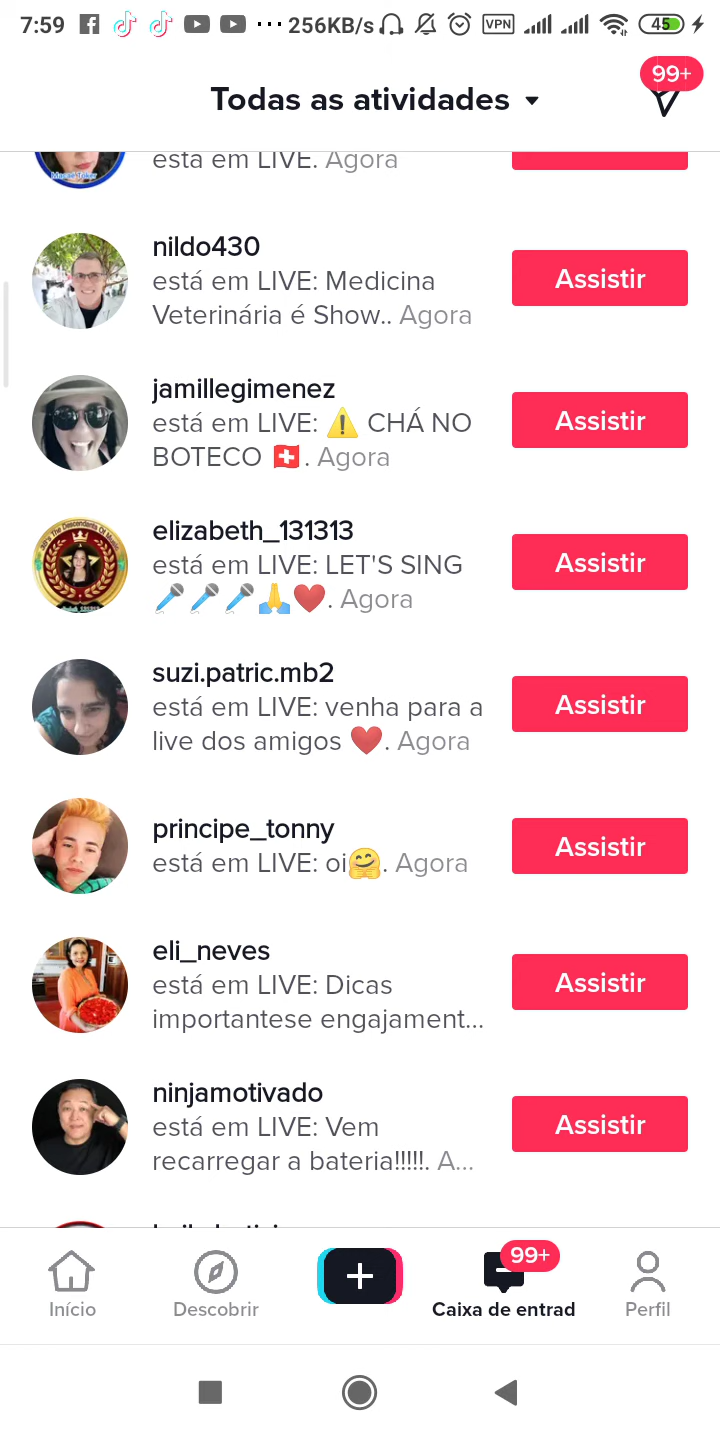 7:59 256KB/s VPN 45
99+
Todas as atividades
está em LIVE. Agora
nildo430
está em LIVE: Medicina
Veterinária é Show.. Agora
Assistir
jamillegimenez
está em LIVE: ⚠️ CHÁ NO
BOTECO 🇨🇭. Agora
Assistir
elizabeth_131313
está em LIVE: LET'S SING
🎤🎤🎤🙏❤️. Agora
Assistir
suzi.patric.mb2
está em LIVE: venha para a
live dos amigos ❤️. Agora
Assistir
principe_tonny
está em LIVE: oi🤗. Agora
Assistir
eli_neves
está em LIVE: Dicas
importantese engajament...
Assistir
ninjamotivado
está em LIVE: Vem
recarregar a bateria!!!!!. A...
Assistir
99+
Início
Descobrir
Caixa de entrad
Perfil